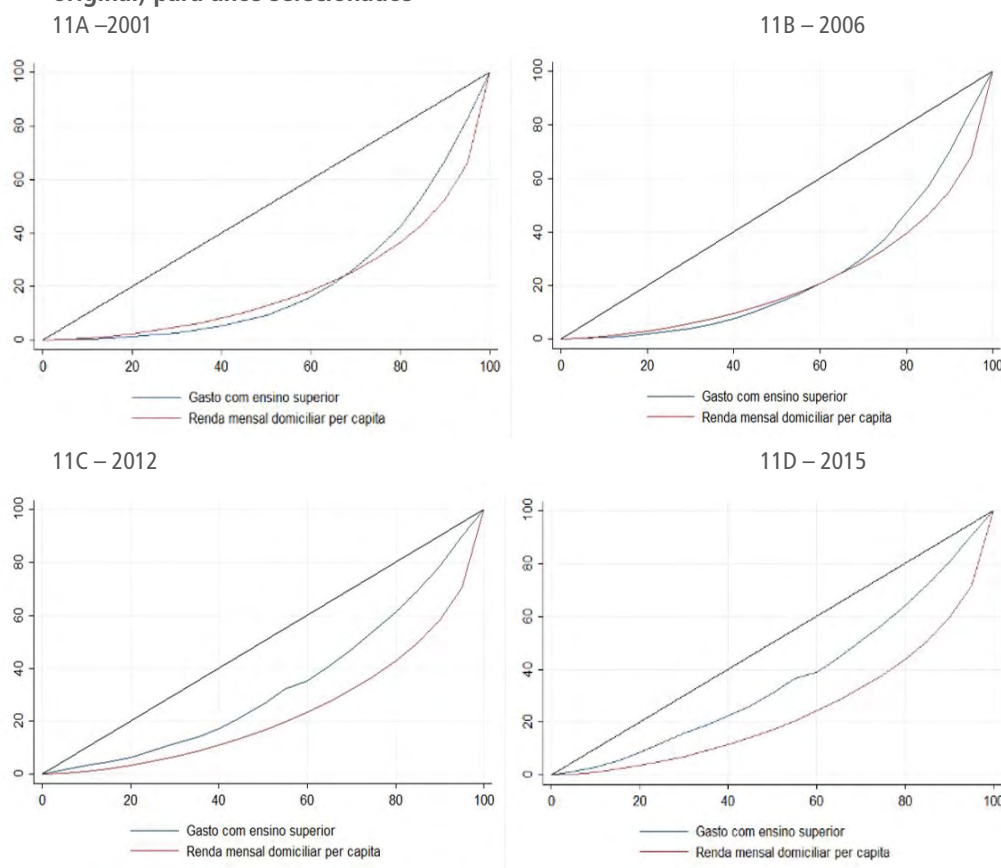 original) para anos selecionados
11A –2001
11B – 2006
100
80
60
40
20
0
0 20 40 60 80 100
Gasto com ensino superior
Renda mensal domiciliar per capita
100
80
60
40
20
0
0 20 40 60 80 100
Gasto com ensino superior
Renda mensal domiciliar per capita
11C – 2012
11D – 2015
100
80
60
40
20
0
0 20 40 60 80 100
Gasto com ensino superior
Renda mensal domiciliar per capita
100
80
60
40
20
0
0 20 40 60 80 100
Gasto com ensino superior
Renda mensal domiciliar per capita